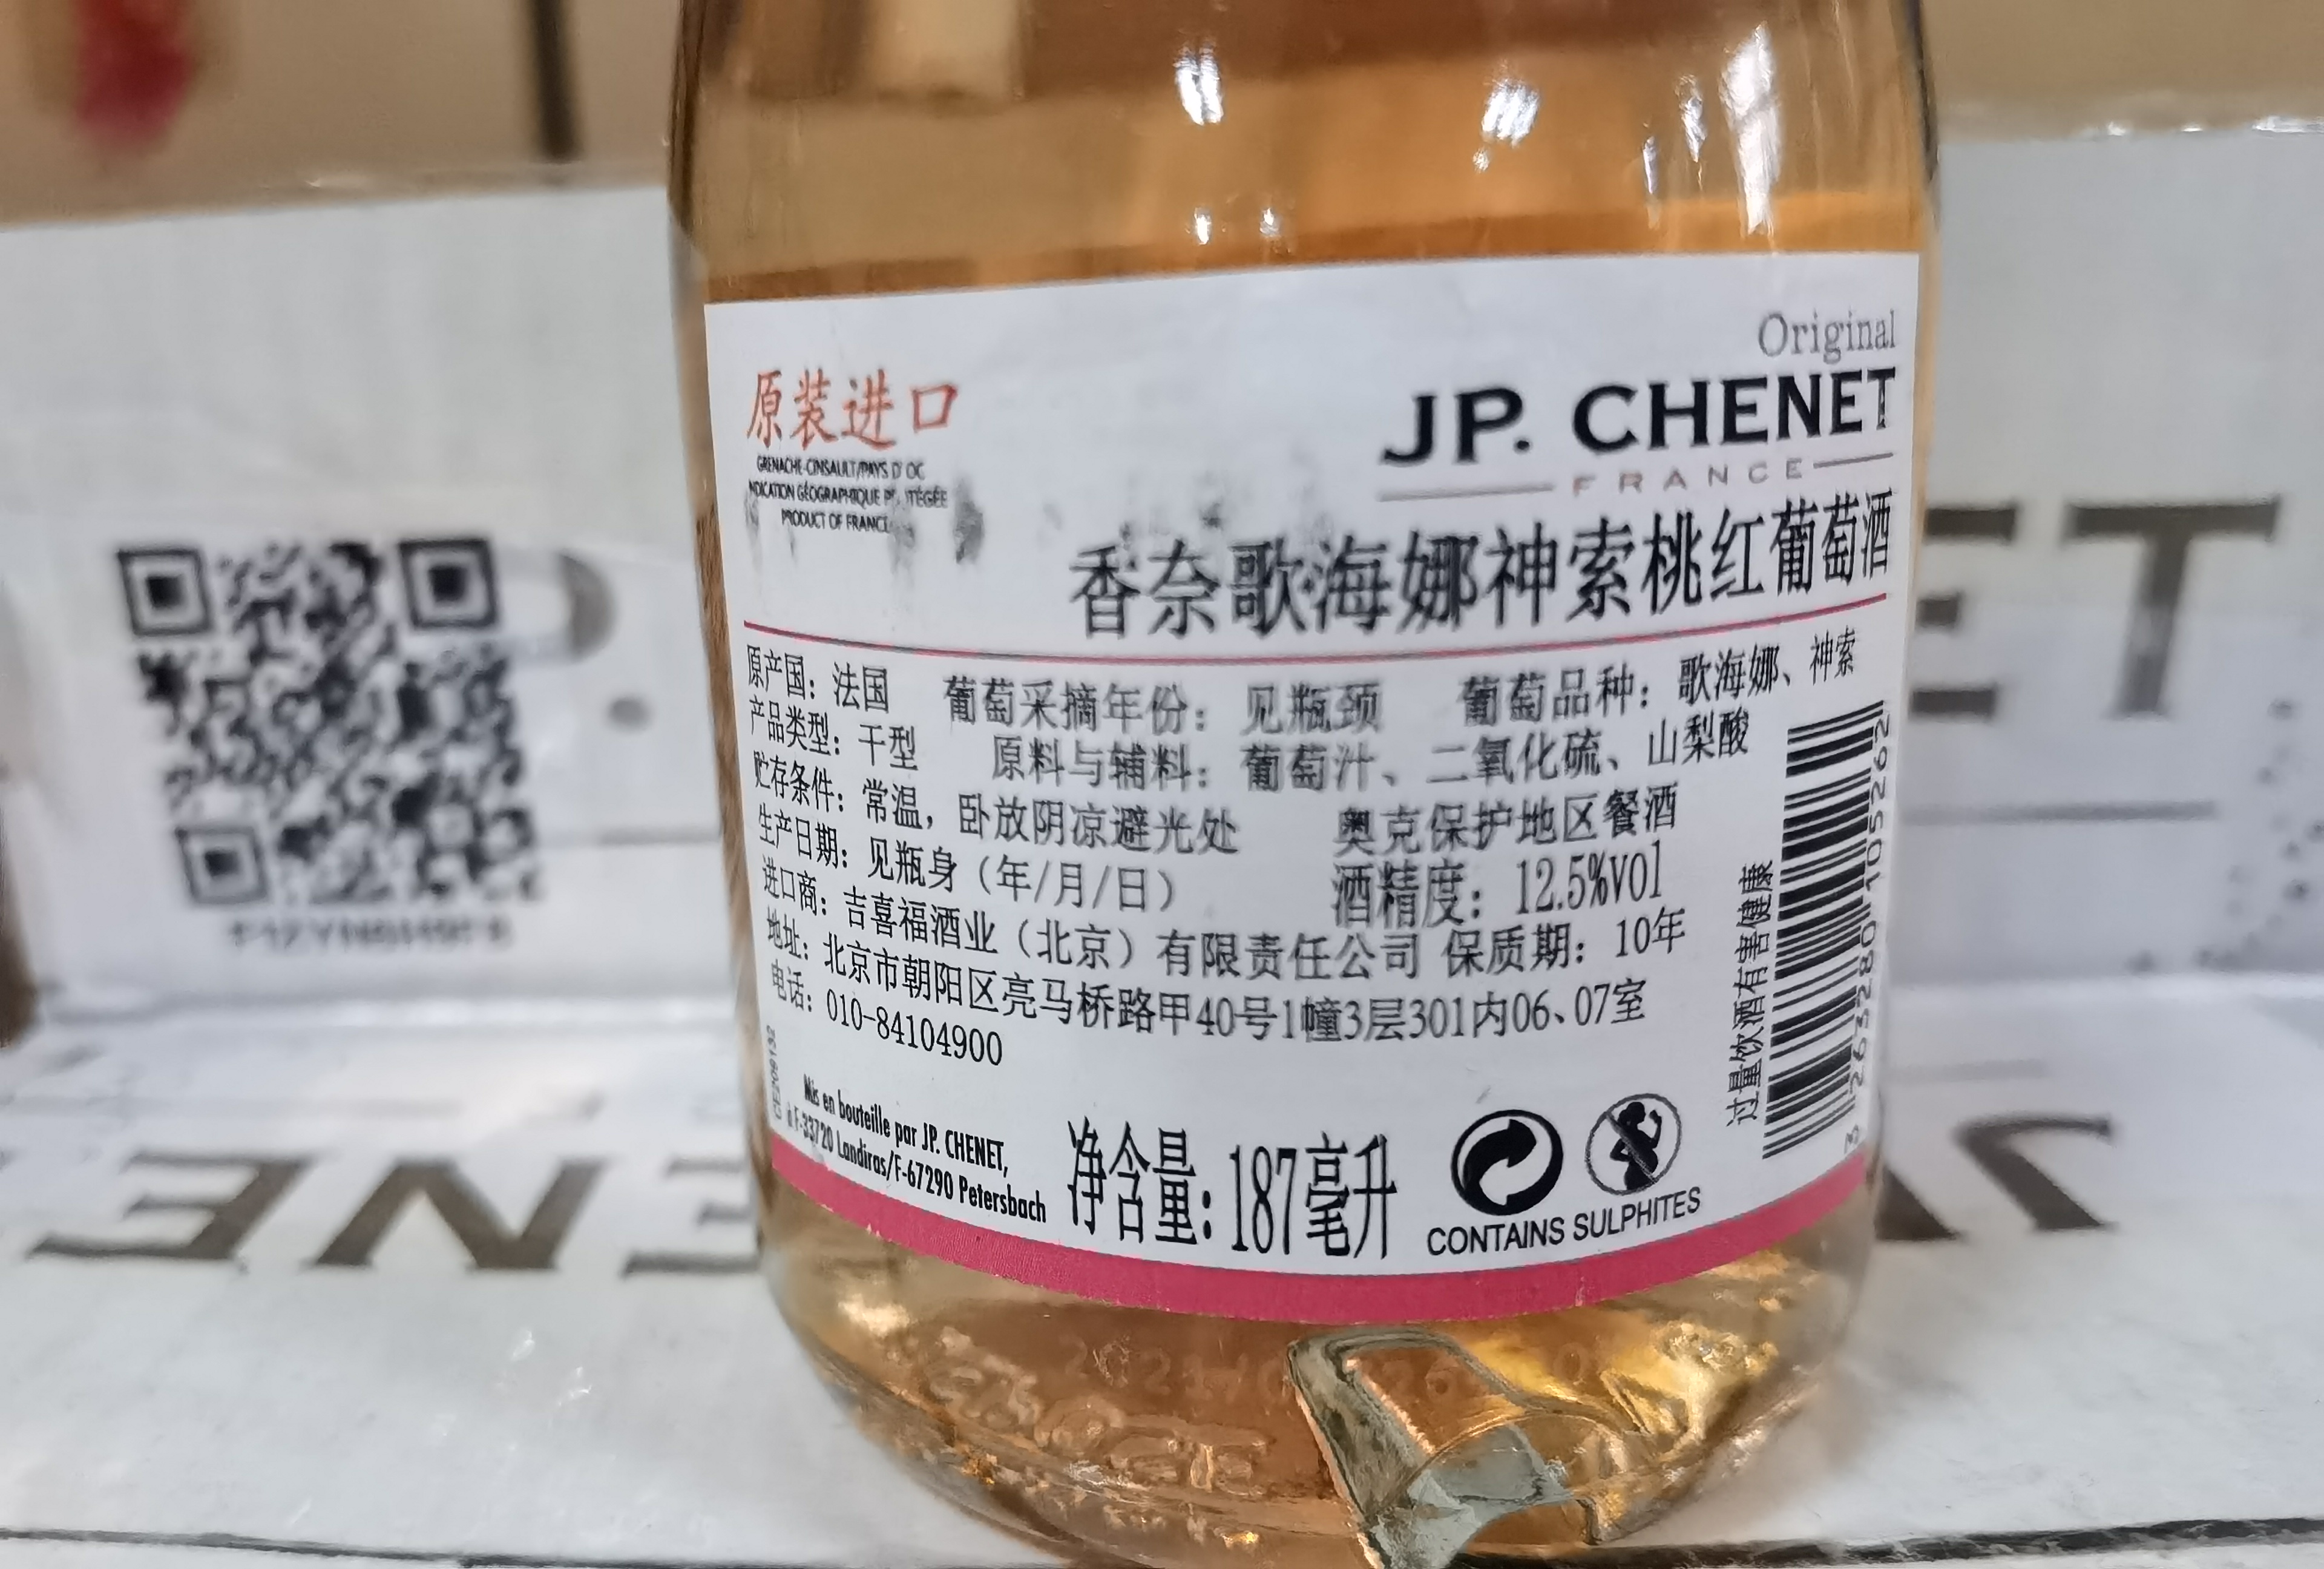 Original
JP. CHENET
FRANCE
原装进口
GRENACHE-CINSAULT/PAYS D'OC
INDICATION GÉOGRAPHIQUE
PRODUCT OF FRANCE
香奈歌海娜神索桃红葡萄酒
原产国：法国 葡萄采摘年份：见瓶颈 葡萄品种：歌海娜、神索
产品类型：干型 原料与辅料：葡萄汁、二氧化硫、山梨酸
贮存条件：常温，卧放阴凉避光处 奥克保护地区餐酒
生产日期：见瓶身（年/月/日） 酒精度：12.5%vol
进口商：吉喜福酒业（北京）有限责任公司 保质期：10年
地址：北京市朝阳区亮马桥路甲40号1幢3层301内06、07室
电话：010-84104900
过量饮酒有害健康
3 263280 105262
Mis en bouteille par JP. CHENET,
à F-33720 Landiras/F-67290 Petersbach
净含量：187毫升
CONTAINS SULPHITES